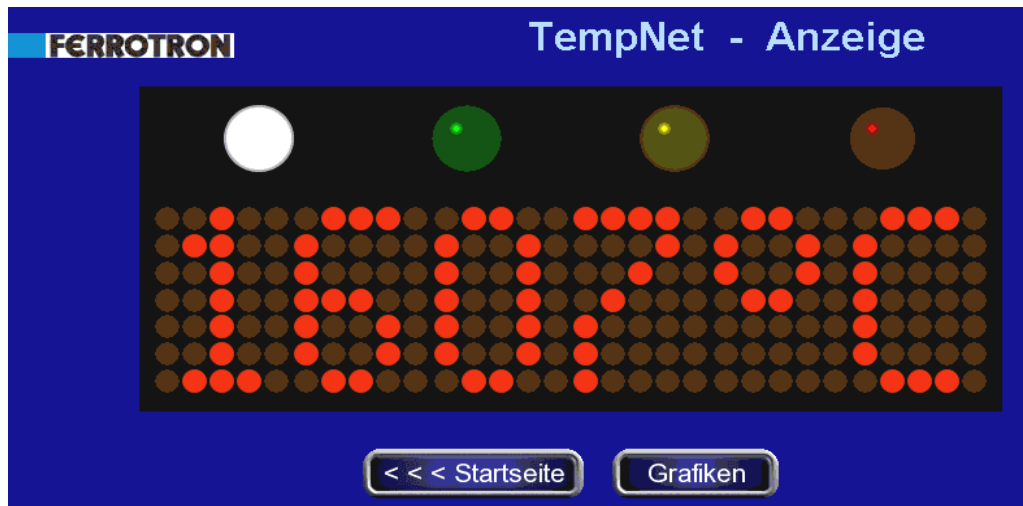 FERROTRON
TempNet - Anzeige
1607°C
< < < Startseite
Grafiken